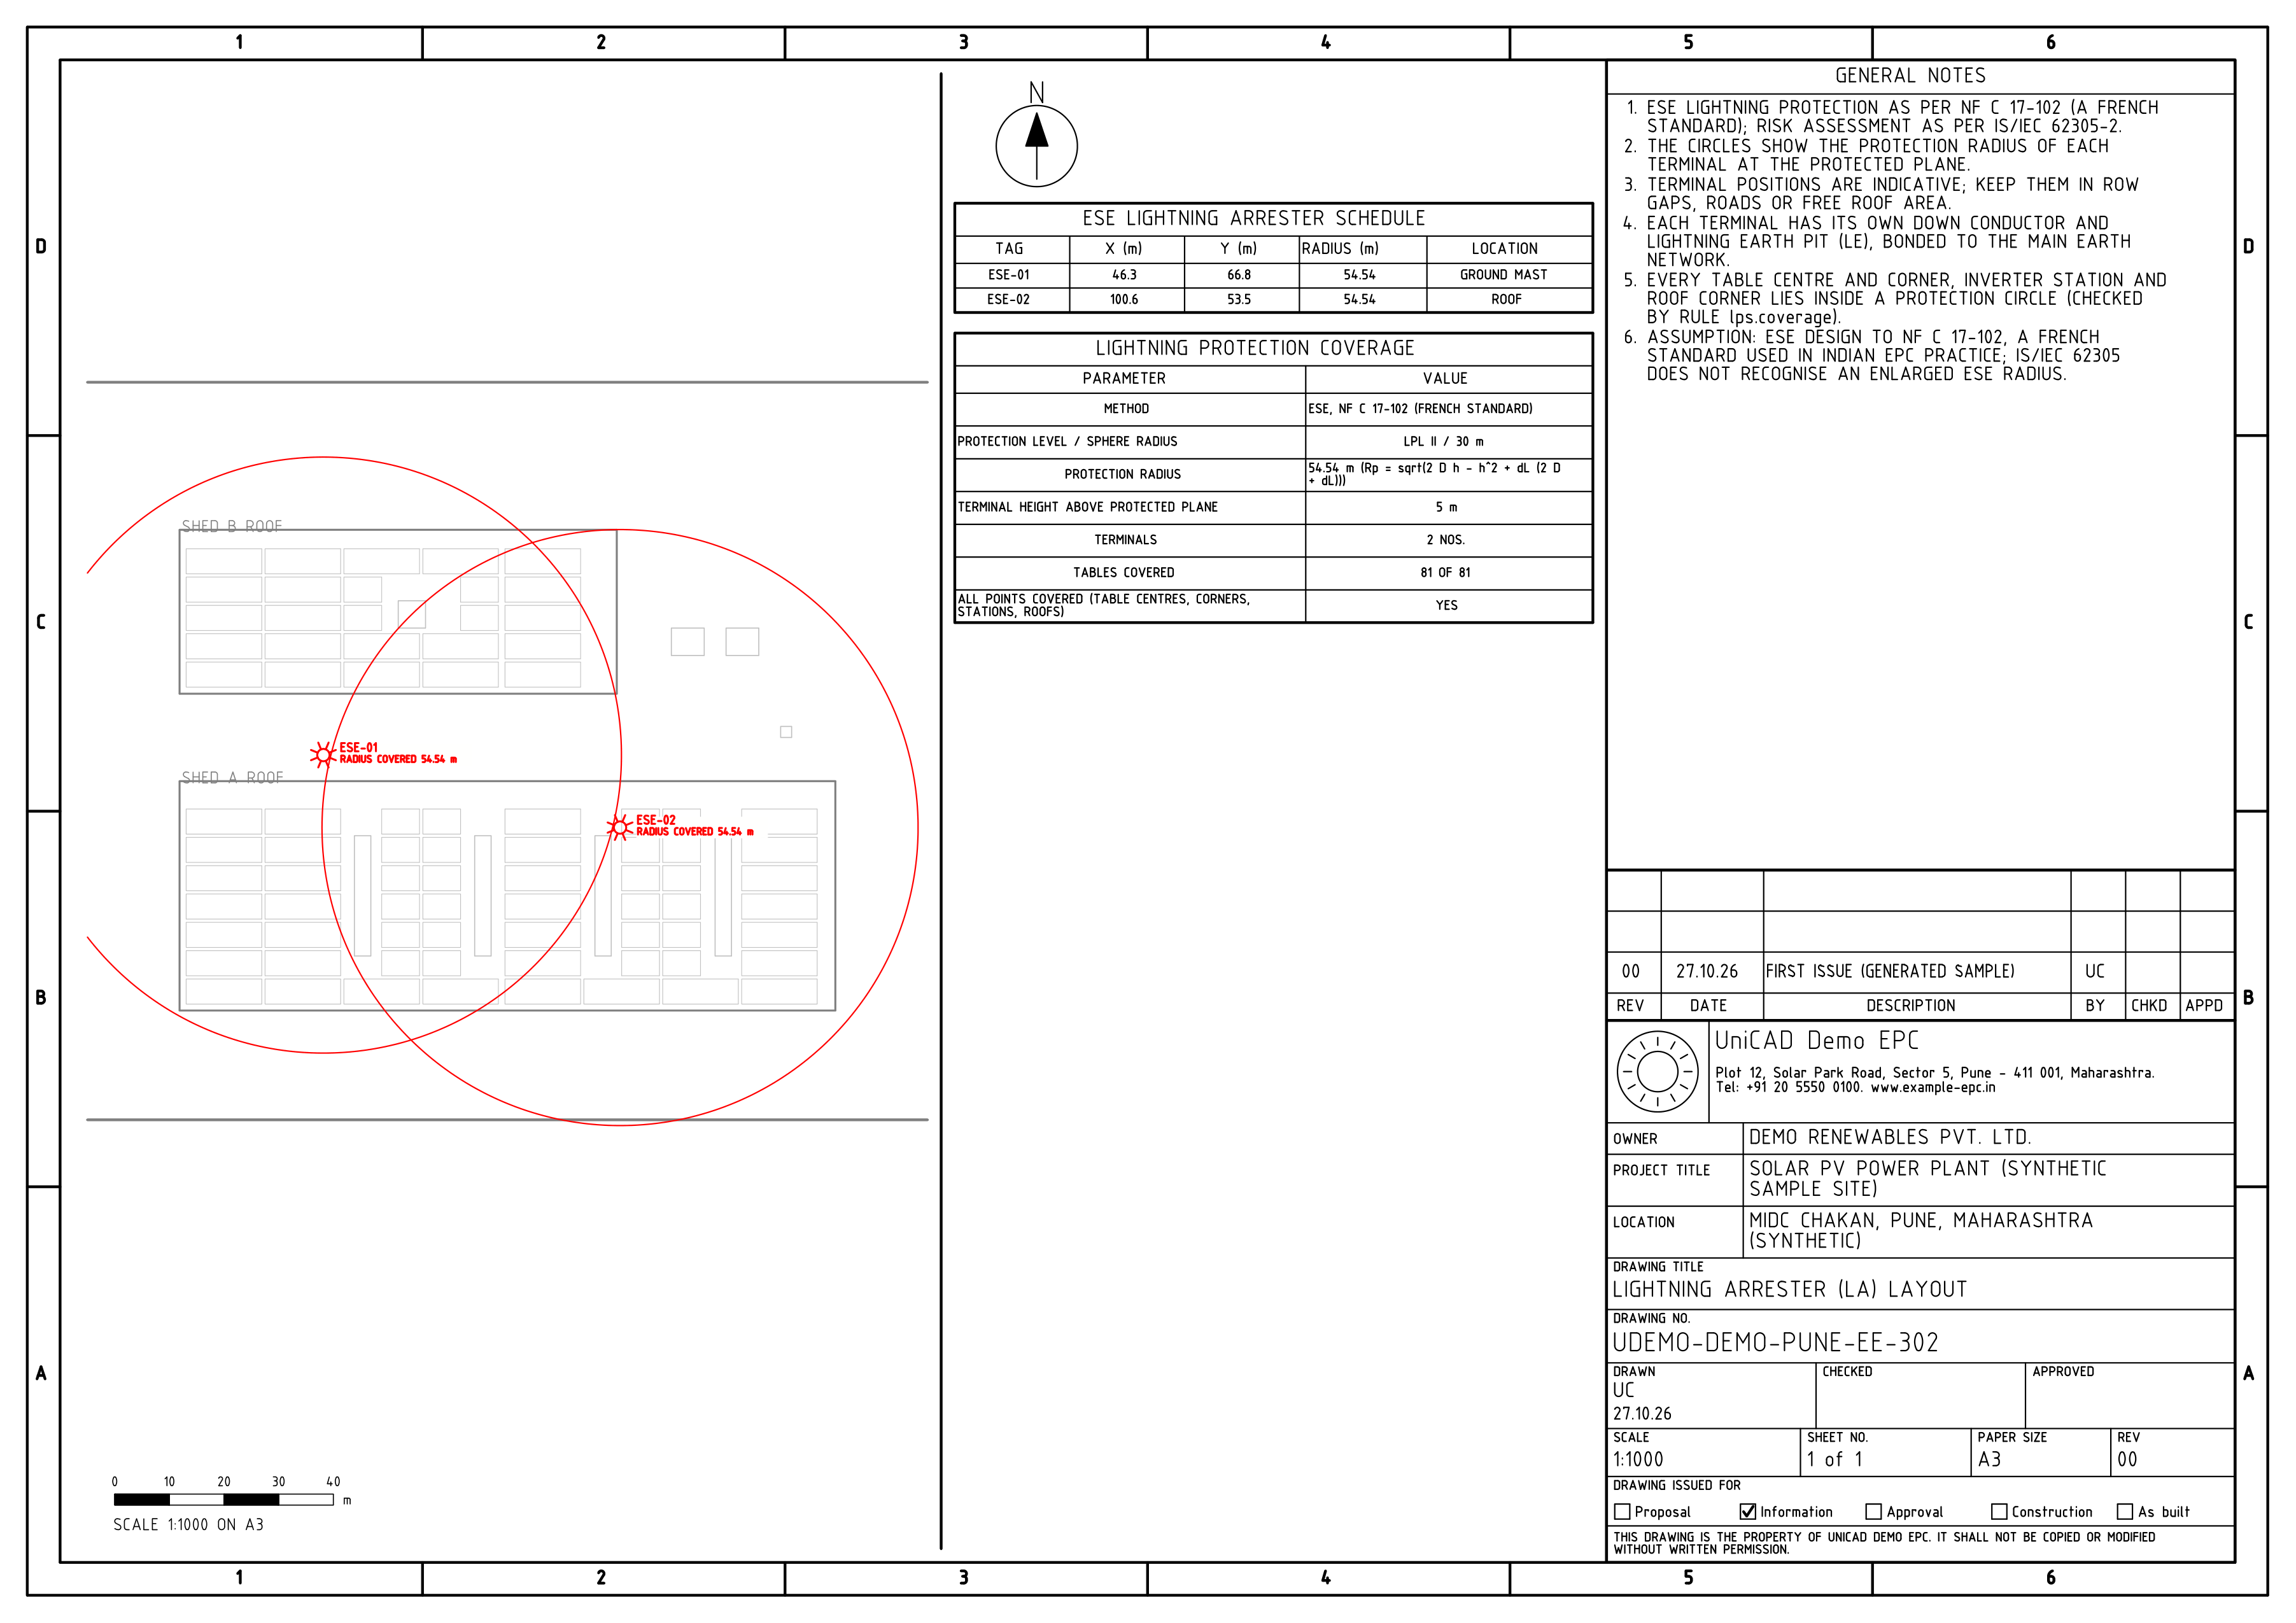 1 2 3 4 5 6
D
C
B
A
N
SHED B ROOF
ESE-01
RADIUS COVERED 54.54 m
SHED A ROOF
ESE-02
RADIUS COVERED 54.54 m
0 10 20 30 40
m
SCALE 1:1000 ON A3
ESE LIGHTNING ARRESTER SCHEDULE
TAG X (m) Y (m) RADIUS (m) LOCATION
ESE-01 46.3 66.8 54.54 GROUND MAST
ESE-02 100.6 53.5 54.54 ROOF
LIGHTNING PROTECTION COVERAGE
PARAMETER VALUE
METHOD ESE, NF C 17-102 (FRENCH STANDARD)
PROTECTION LEVEL / SPHERE RADIUS LPL II / 30 m
PROTECTION RADIUS 54.54 m (Rp = sqrt(2 D h - h^2 + dL (2 D
+ dL)))
TERMINAL HEIGHT ABOVE PROTECTED PLANE 5 m
TERMINALS 2 NOS.
TABLES COVERED 81 OF 81
ALL POINTS COVERED (TABLE CENTRES, CORNERS,
STATIONS, ROOFS) YES
GENERAL NOTES
1. ESE LIGHTNING PROTECTION AS PER NF C 17-102 (A FRENCH
STANDARD); RISK ASSESSMENT AS PER IS/IEC 62305-2.
2. THE CIRCLES SHOW THE PROTECTION RADIUS OF EACH
TERMINAL AT THE PROTECTED PLANE.
3. TERMINAL POSITIONS ARE INDICATIVE; KEEP THEM IN ROW
GAPS, ROADS OR FREE ROOF AREA.
4. EACH TERMINAL HAS ITS OWN DOWN CONDUCTOR AND
LIGHTNING EARTH PIT (LE), BONDED TO THE MAIN EARTH
NETWORK.
5. EVERY TABLE CENTRE AND CORNER, INVERTER STATION AND
ROOF CORNER LIES INSIDE A PROTECTION CIRCLE (CHECKED
BY RULE lps.coverage).
6. ASSUMPTION: ESE DESIGN TO NF C 17-102, A FRENCH
STANDARD USED IN INDIAN EPC PRACTICE; IS/IEC 62305
DOES NOT RECOGNISE AN ENLARGED ESE RADIUS.
00 27.10.26 FIRST ISSUE (GENERATED SAMPLE) UC
REV DATE DESCRIPTION BY CHKD APPD
UniCAD Demo EPC
Plot 12, Solar Park Road, Sector 5, Pune - 411 001, Maharashtra.
Tel: +91 20 5550 0100. www.example-epc.in
OWNER DEMO RENEWABLES PVT. LTD.
PROJECT TITLE SOLAR PV POWER PLANT (SYNTHETIC
SAMPLE SITE)
LOCATION MIDC CHAKAN, PUNE, MAHARASHTRA
(SYNTHETIC)
DRAWING TITLE
LIGHTNING ARRESTER (LA) LAYOUT
DRAWING NO.
UDEMO-DEMO-PUNE-EE-302
DRAWN CHECKED APPROVED
UC
27.10.26
SCALE SHEET NO. PAPER SIZE REV
1:1000 1 of 1 A3 00
DRAWING ISSUED FOR
Proposal Information Approval Construction As built
THIS DRAWING IS THE PROPERTY OF UNICAD DEMO EPC. IT SHALL NOT BE COPIED OR MODIFIED
WITHOUT WRITTEN PERMISSION.
D
C
B
A
1 2 3 4 5 6